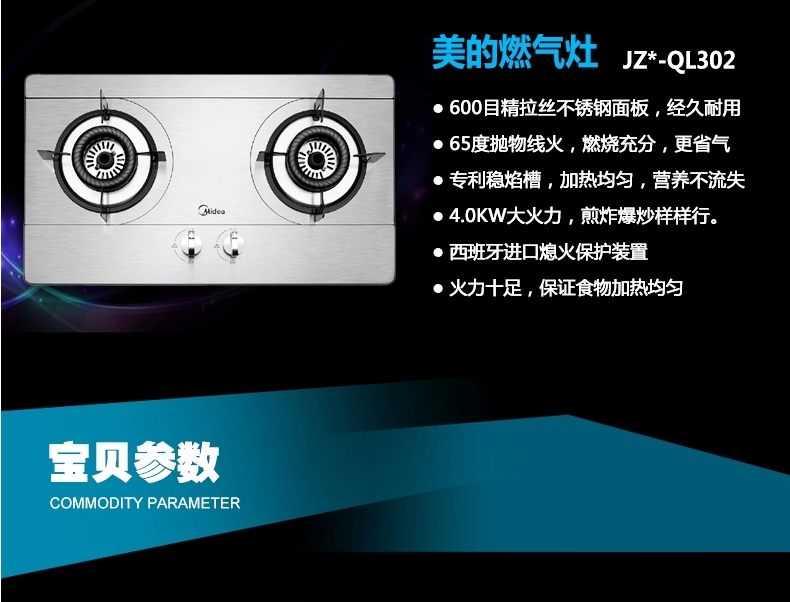 美的燃气灶 JZ*-QL302
● 600目精拉丝不锈钢面板，经久耐用
● 65度抛物线火，燃烧充分，更省气
● 专利稳焰槽，加热均匀，营养不流失
● 4.0KW大火力，煎炸爆炒样样行。
● 西班牙进口熄火保护装置
● 火力十足，保证食物加热均匀
Midea
宝贝参数
COMMODITY PARAMETER